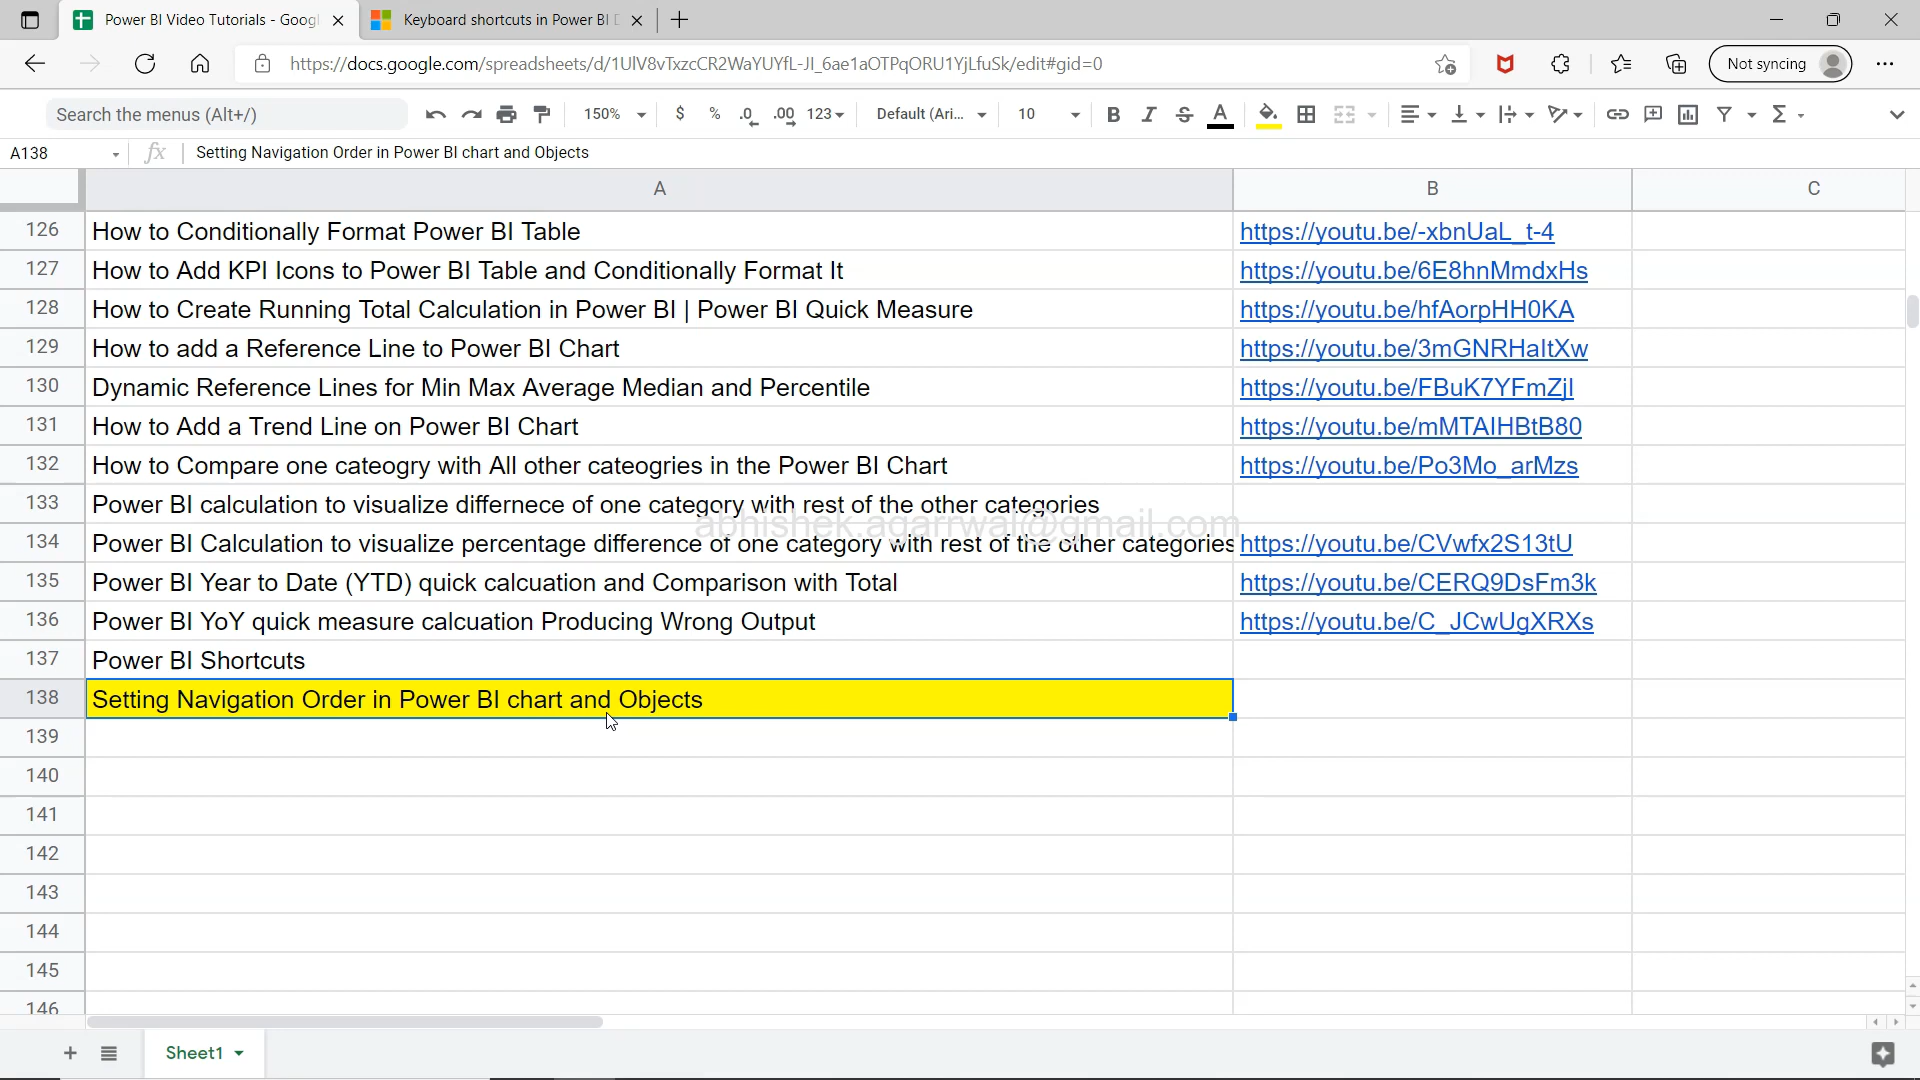 Power BI Video Tutorials - Googl
Keyboard shortcuts in Power BI D
https://docs.google.com/spreadsheets/d/1UlV8vTxzcCR2WaYUYfL-JI_6ae1aOTPqORU1YjLfuSk/edit#gid=0
Not syncing
Search the menus (Alt+/)
150%
$
%
.0
.00
123
Default (Ari...
10
B
I
S
A
Σ
A138
fx
Setting Navigation Order in Power BI chart and Objects
A B C
126 How to Conditionally Format Power BI Table https://youtu.be/-xbnUaL_t-4
127 How to Add KPI Icons to Power BI Table and Conditionally Format It https://youtu.be/6E8hnMmdxHs
128 How to Create Running Total Calculation in Power BI | Power BI Quick Measure https://youtu.be/hfAorpHH0KA
129 How to add a Reference Line to Power BI Chart https://youtu.be/3mGNRHaltXw
130 Dynamic Reference Lines for Min Max Average Median and Percentile https://youtu.be/FBuK7YFmZjI
131 How to Add a Trend Line on Power BI Chart https://youtu.be/mMTAIHBtB80
132 How to Compare one cateogry with All other cateogries in the Power BI Chart https://youtu.be/Po3Mo_arMzs
133 Power BI calculation to visualize differnece of one category with rest of the other categories
abhishek.agarrwal@gmail.com
134 Power BI Calculation to visualize percentage difference of one category with rest of the other categories https://youtu.be/CVwfx2S13tU
135 Power BI Year to Date (YTD) quick calcuation and Comparison with Total https://youtu.be/CERQ9DsFm3k
136 Power BI YoY quick measure calcuation Producing Wrong Output https://youtu.be/C_JCwUgXRXs
137 Power BI Shortcuts
138 Setting Navigation Order in Power BI chart and Objects
139
140
141
142
143
144
145
146
Sheet1